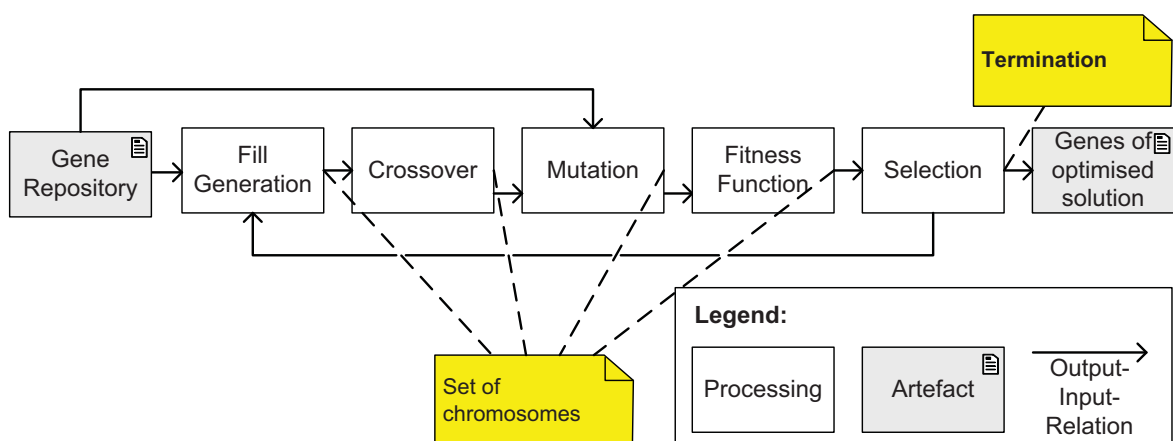 Termination
Gene
Repository
Fill
Generation
Crossover
Mutation
Fitness
Function
Selection
Genes of
optimised
solution
Set of
chromosomes
Legend:
Processing
Artefact
Output-
Input-
Relation